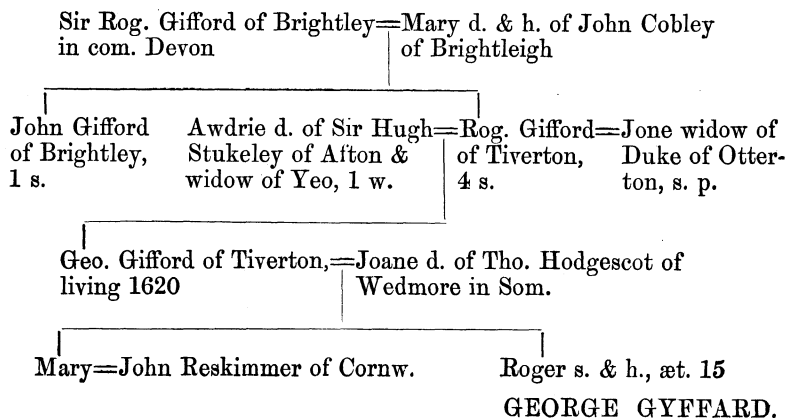 Sir Rog. Gifford of Brightley=Mary d. & h. of John Cobley
in com. Devon
of Brightleigh
John Gifford
of Brightley,
1 s.
Awdrie d. of Sir Hugh=Rog. Gifford=Jone widow of
Stukeley of Afton &
widow of Yeo, 1 w.
of Tiverton,
4 s.
Duke of Otter-
ton, s. p.
Geo. Gifford of Tiverton,=Joane d. of Tho. Hodgescot of
living 1620
Wedmore in Som.
Mary=John Reskimmer of Cornw.
Roger s. & h., æt. 15
GEORGE GYFFARD.